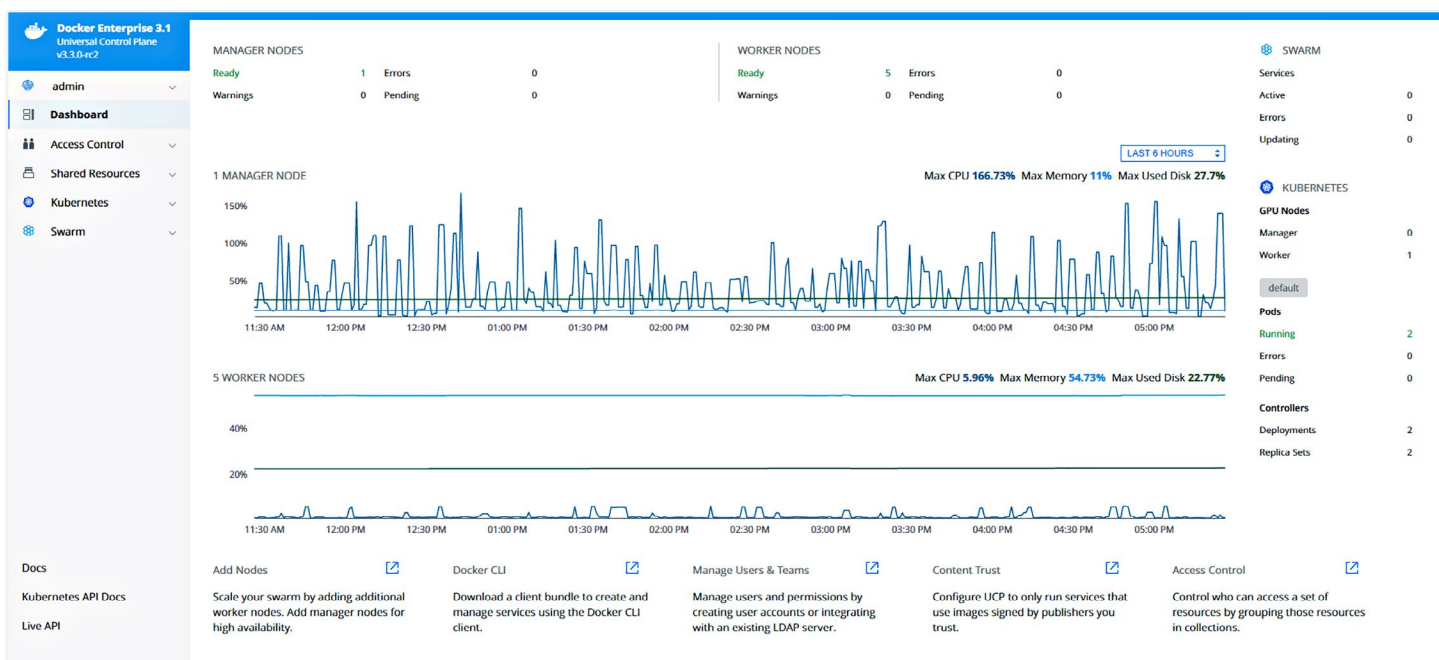 Docker Enterprise 3.1
Universal Control Plane
v3.3.0-rc2
admin
Dashboard
Access Control
Shared Resources
Kubernetes
Swarm
Docs
Kubernetes API Docs
Live API
MANAGER NODES
Ready 1 Errors 0
Warnings 0 Pending 0
WORKER NODES
Ready 5 Errors 0
Warnings 0 Pending 0
LAST 6 HOURS
1 MANAGER NODE
Max CPU 166.73% Max Memory 11% Max Used Disk 27.7%
150%
100%
50%
11:30 AM 12:00 PM 12:30 PM 01:00 PM 01:30 PM 02:00 PM 02:30 PM 03:00 PM 03:30 PM 04:00 PM 04:30 PM 05:00 PM
5 WORKER NODES
Max CPU 5.96% Max Memory 54.73% Max Used Disk 22.77%
40%
20%
11:30 AM 12:00 PM 12:30 PM 01:00 PM 01:30 PM 02:00 PM 02:30 PM 03:00 PM 03:30 PM 04:00 PM 04:30 PM 05:00 PM
SWARM
Services
Active 0
Errors 0
Updating 0
KUBERNETES
GPU Nodes
Manager 0
Worker 1
default
Pods
Running 2
Errors 0
Pending 0
Controllers
Deployments 2
Replica Sets 2
Add Nodes
Scale your swarm by adding additional
worker nodes. Add manager nodes for
high availability.
Docker CLI
Download a client bundle to create and
manage services using the Docker CLI
client.
Manage Users & Teams
Manage users and permissions by
creating user accounts or integrating
with an existing LDAP server.
Content Trust
Configure UCP to only run services that
use images signed by publishers you
trust.
Access Control
Control who can access a set of
resources by grouping those resources
in collections.